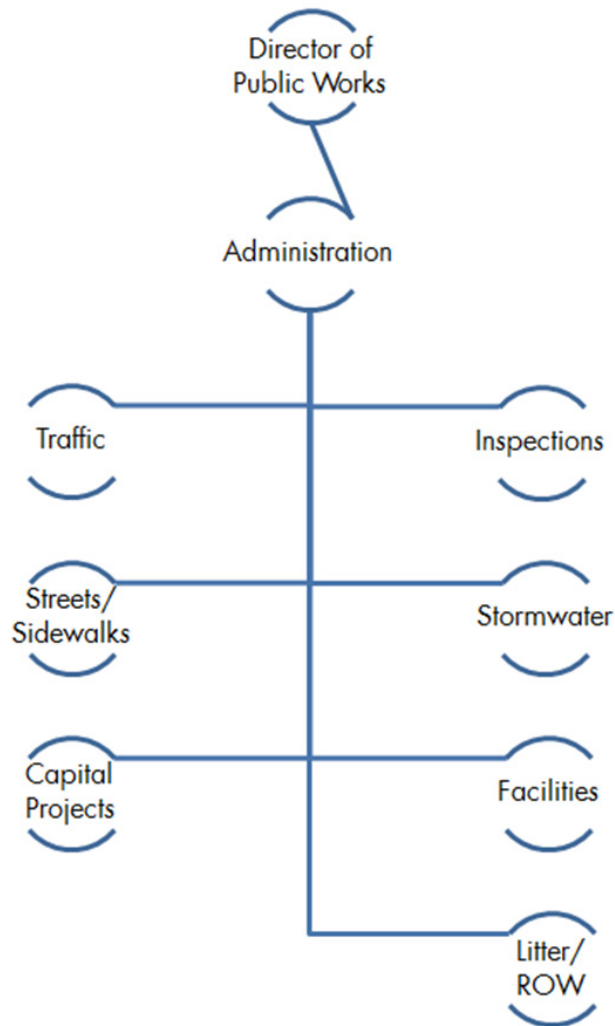 Director of
Public Works
Administration
Traffic
Inspections
Streets/
Sidewalks
Stormwater
Capital
Projects
Facilities
Litter/
ROW